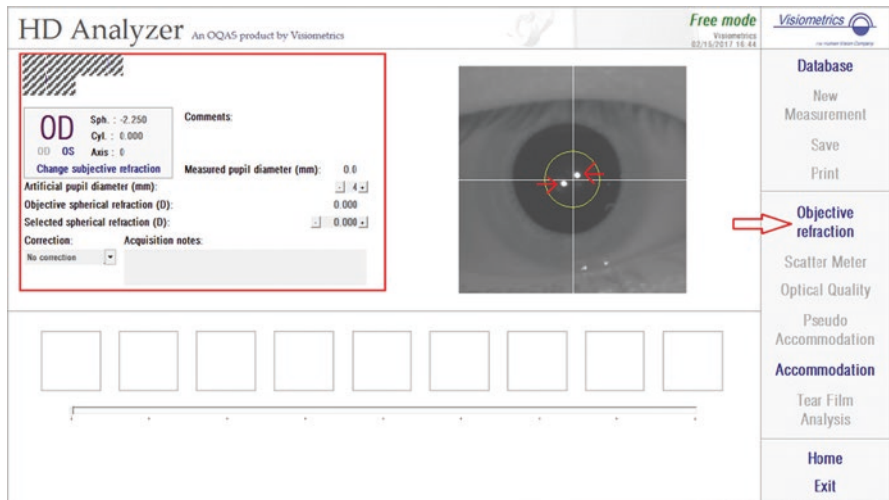 HD Analyzer An OQAS product by Visiometrics
Free mode
Visiometrics
02/15/2017 16:44
Visiometrics
OD
Sph. : -2.250
Cyl. : 0.000
OD OS
Axis : 0
Change subjective refraction
Comments:
Measured pupil diameter (mm): 0.0
Artificial pupil diameter (mm): - 4 +
Objective spherical refraction (D): 0.000
Selected spherical refraction (D): - 0.000 +
Correction:
Acquisition notes:
No correction
Database
New
Measurement
Save
Print
Objective
refraction
Scatter Meter
Optical Quality
Pseudo
Accommodation
Accommodation
Tear Film
Analysis
Home
Exit